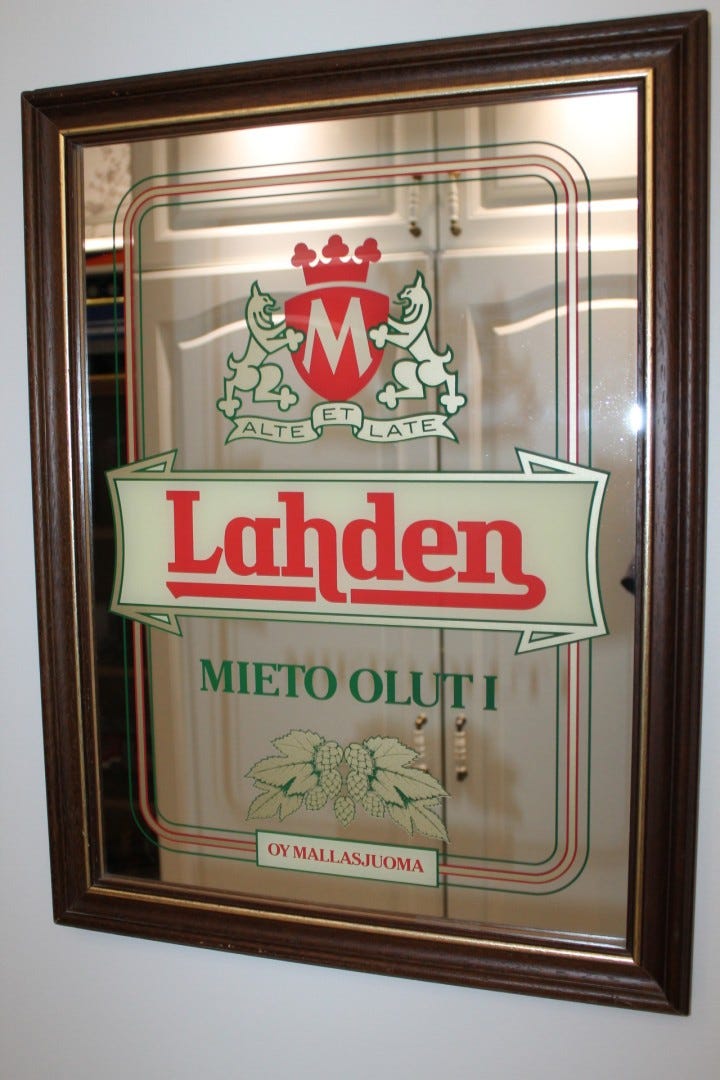 M
ALTE ET LATE
Lahden
MIETO OLUT I
OY MALLASJUOMA